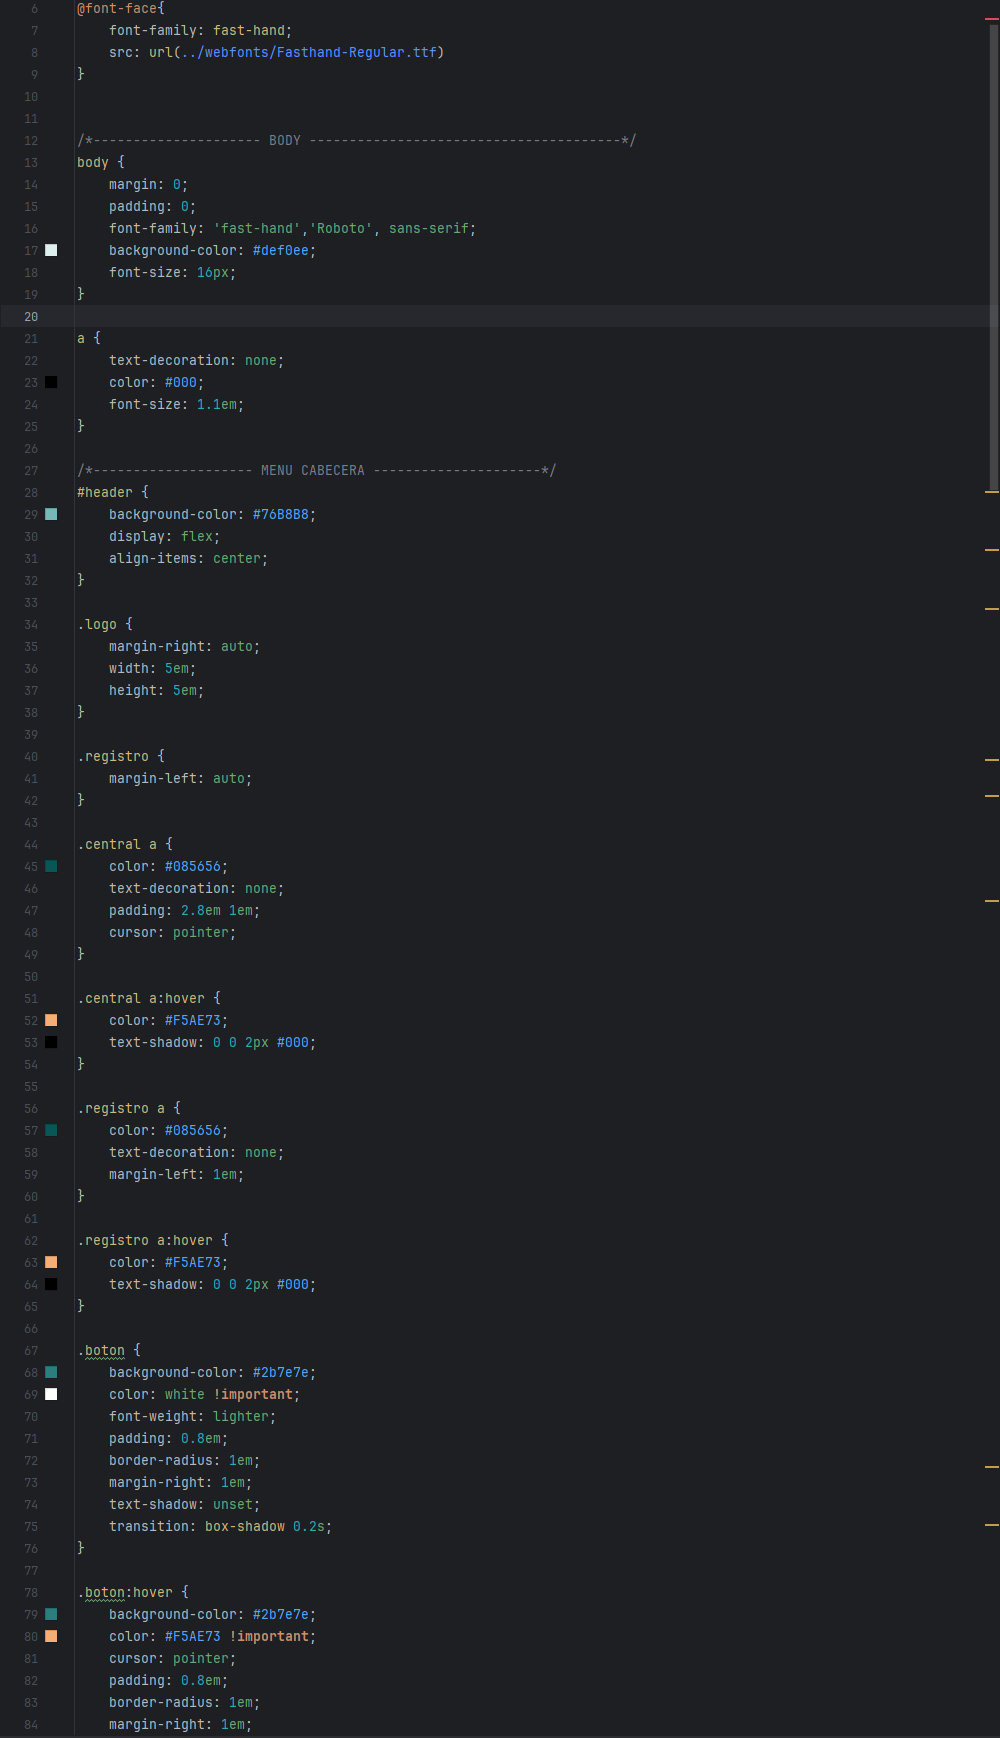 6 @font-face{
7 font-family: fast-hand;
8 src: url(../webfonts/Fasthand-Regular.ttf)
9 }
10
11
12 /*--------------------- BODY ---------------------------------------*/
13 body {
14 margin: 0;
15 padding: 0;
16 font-family: 'fast-hand','Roboto', sans-serif;
17 background-color: #def0ee;
18 font-size: 16px;
19 }
20
21 a {
22 text-decoration: none;
23 color: #000;
24 font-size: 1.1em;
25 }
26
27 /*-------------------- MENU CABECERA ---------------------*/
28 #header {
29 background-color: #76B8B8;
30 display: flex;
31 align-items: center;
32 }
33
34 .logo {
35 margin-right: auto;
36 width: 5em;
37 height: 5em;
38 }
39
40 .registro {
41 margin-left: auto;
42 }
43
44 .central a {
45 color: #085656;
46 text-decoration: none;
47 padding: 2.8em 1em;
48 cursor: pointer;
49 }
50
51 .central a:hover {
52 color: #F5AE73;
53 text-shadow: 0 0 2px #000;
54 }
55
56 .registro a {
57 color: #085656;
58 text-decoration: none;
59 margin-left: 1em;
60 }
61
62 .registro a:hover {
63 color: #F5AE73;
64 text-shadow: 0 0 2px #000;
65 }
66
67 .boton {
68 background-color: #2b7e7e;
69 color: white !important;
70 font-weight: lighter;
71 padding: 0.8em;
72 border-radius: 1em;
73 margin-right: 1em;
74 text-shadow: unset;
75 transition: box-shadow 0.2s;
76 }
77
78 .boton:hover {
79 background-color: #2b7e7e;
80 color: #F5AE73 !important;
81 cursor: pointer;
82 padding: 0.8em;
83 border-radius: 1em;
84 margin-right: 1em;